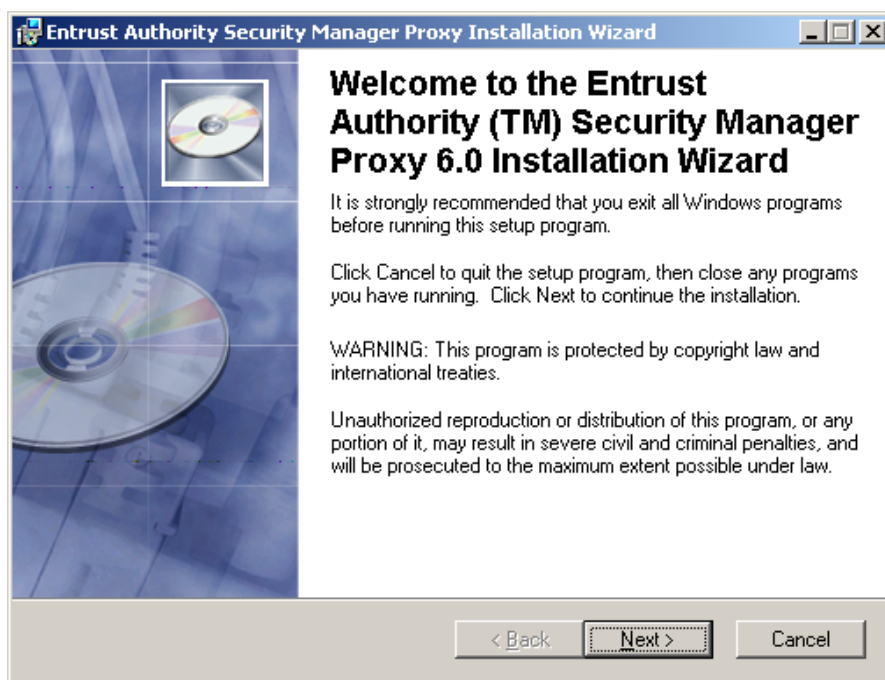 Entrust Authority Security Manager Proxy Installation Wizard
Welcome to the Entrust
Authority (TM) Security Manager
Proxy 6.0 Installation Wizard
It is strongly recommended that you exit all Windows programs
before running this setup program.
Click Cancel to quit the setup program, then close any programs
you have running.  Click Next to continue the installation.
WARNING: This program is protected by copyright law and
international treaties.
Unauthorized reproduction or distribution of this program, or any
portion of it, may result in severe civil and criminal penalties, and
will be prosecuted to the maximum extent possible under law.
< Back Next > Cancel